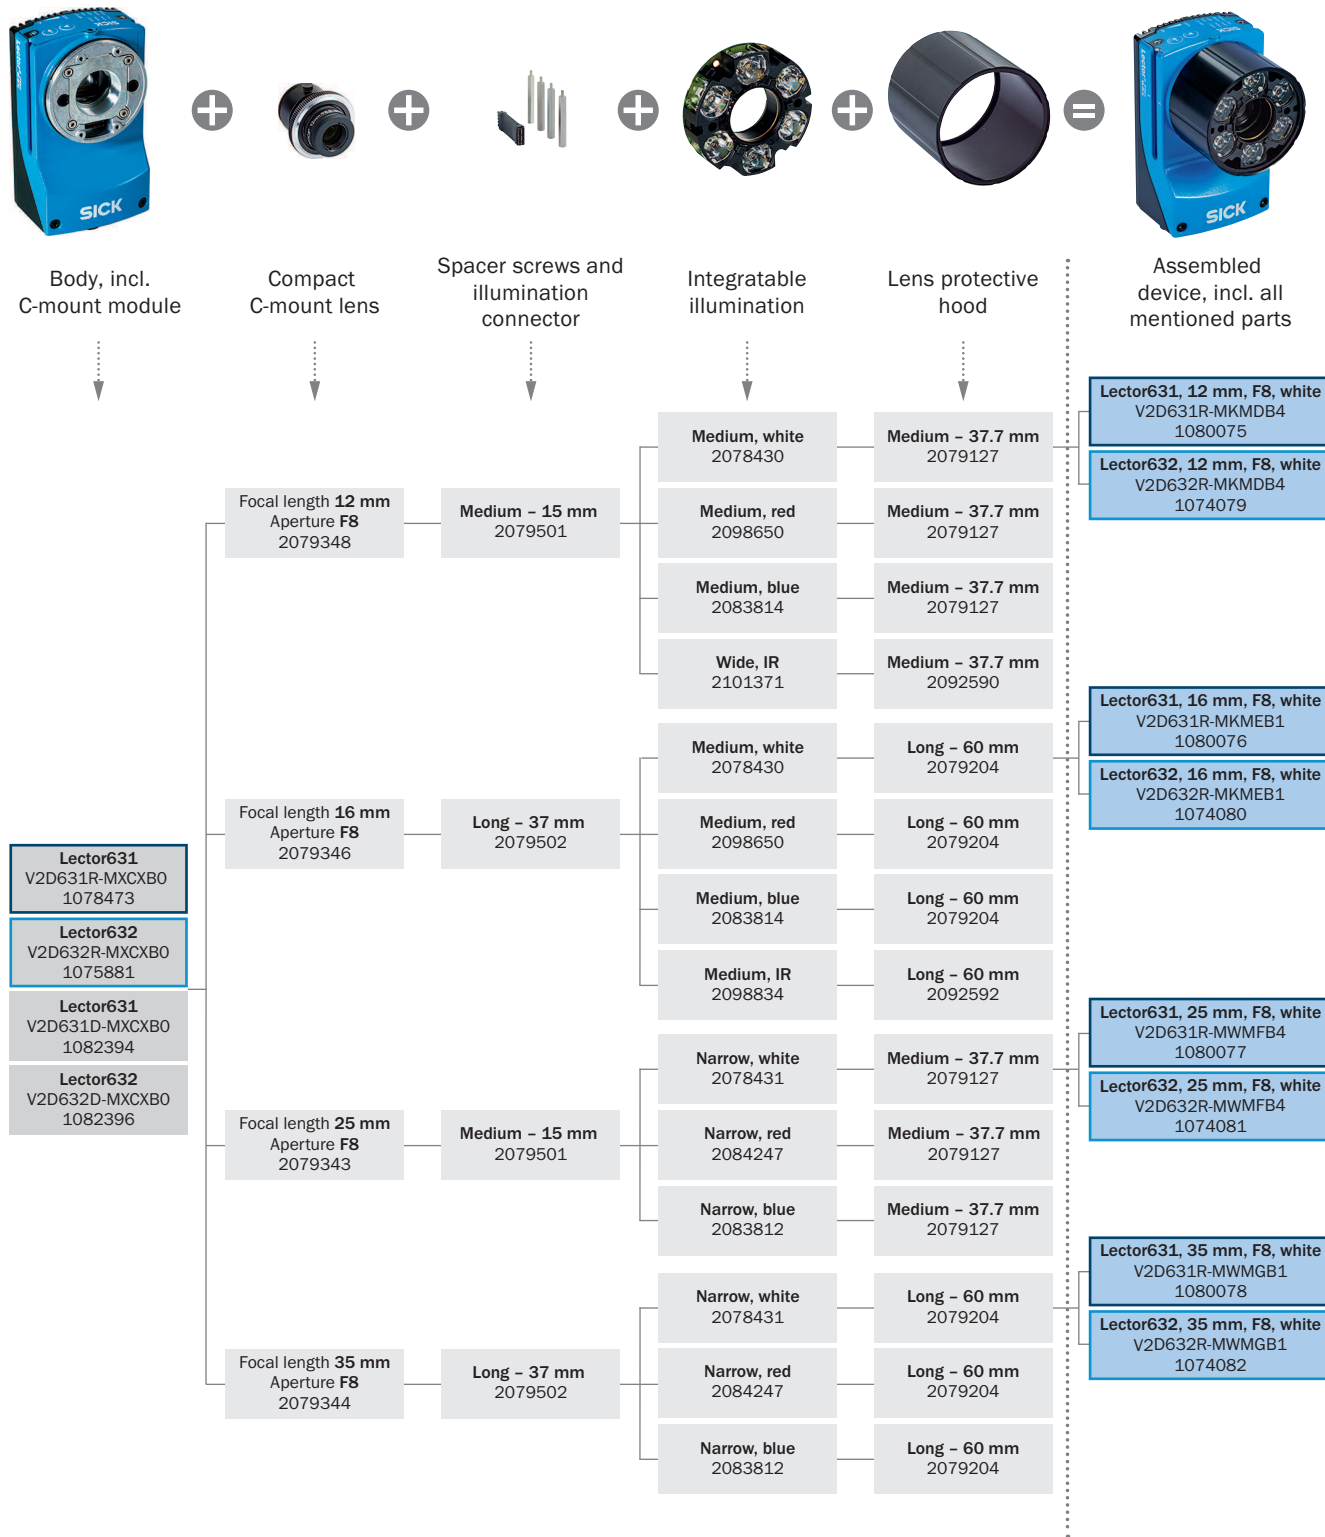 SICK
Lector
SICK
SICK
Body, incl.
C-mount module
Compact
C-mount lens
Spacer screws and
illumination
connector
Integratable
illumination
Lens protective
hood
Assembled
device, incl. all
mentioned parts
Lector631
V2D631R-MXCXB0
1078473
Lector632
V2D632R-MXCXB0
1075881
Lector631
V2D631D-MXCXB0
1082394
Lector632
V2D632D-MXCXB0
1082396
Focal length 12 mm
Aperture F8
2079348
Medium – 15 mm
2079501
Medium, white
2078430
Medium – 37.7 mm
2079127
Medium, red
2098650
Medium – 37.7 mm
2079127
Medium, blue
2083814
Medium – 37.7 mm
2079127
Wide, IR
2101371
Medium – 37.7 mm
2092590
Lector631, 12 mm, F8, white
V2D631R-MKMDB4
1080075
Lector632, 12 mm, F8, white
V2D632R-MKMDB4
1074079
Focal length 16 mm
Aperture F8
2079346
Long – 37 mm
2079502
Medium, white
2078430
Long – 60 mm
2079204
Medium, red
2098650
Long – 60 mm
2079204
Medium, blue
2083814
Long – 60 mm
2079204
Medium, IR
2098834
Long – 60 mm
2092592
Lector631, 16 mm, F8, white
V2D631R-MKMEB1
1080076
Lector632, 16 mm, F8, white
V2D632R-MKMEB1
1074080
Focal length 25 mm
Aperture F8
2079343
Medium – 15 mm
2079501
Narrow, white
2078431
Medium – 37.7 mm
2079127
Narrow, red
2084247
Medium – 37.7 mm
2079127
Narrow, blue
2083812
Medium – 37.7 mm
2079127
Lector631, 25 mm, F8, white
V2D631R-MWMFB4
1080077
Lector632, 25 mm, F8, white
V2D632R-MWMFB4
1074081
Focal length 35 mm
Aperture F8
2079344
Long – 37 mm
2079502
Narrow, white
2078431
Long – 60 mm
2079204
Narrow, red
2084247
Long – 60 mm
2079204
Narrow, blue
2083812
Long – 60 mm
2079204
Lector631, 35 mm, F8, white
V2D631R-MWMGB1
1080078
Lector632, 35 mm, F8, white
V2D632R-MWMGB1
1074082